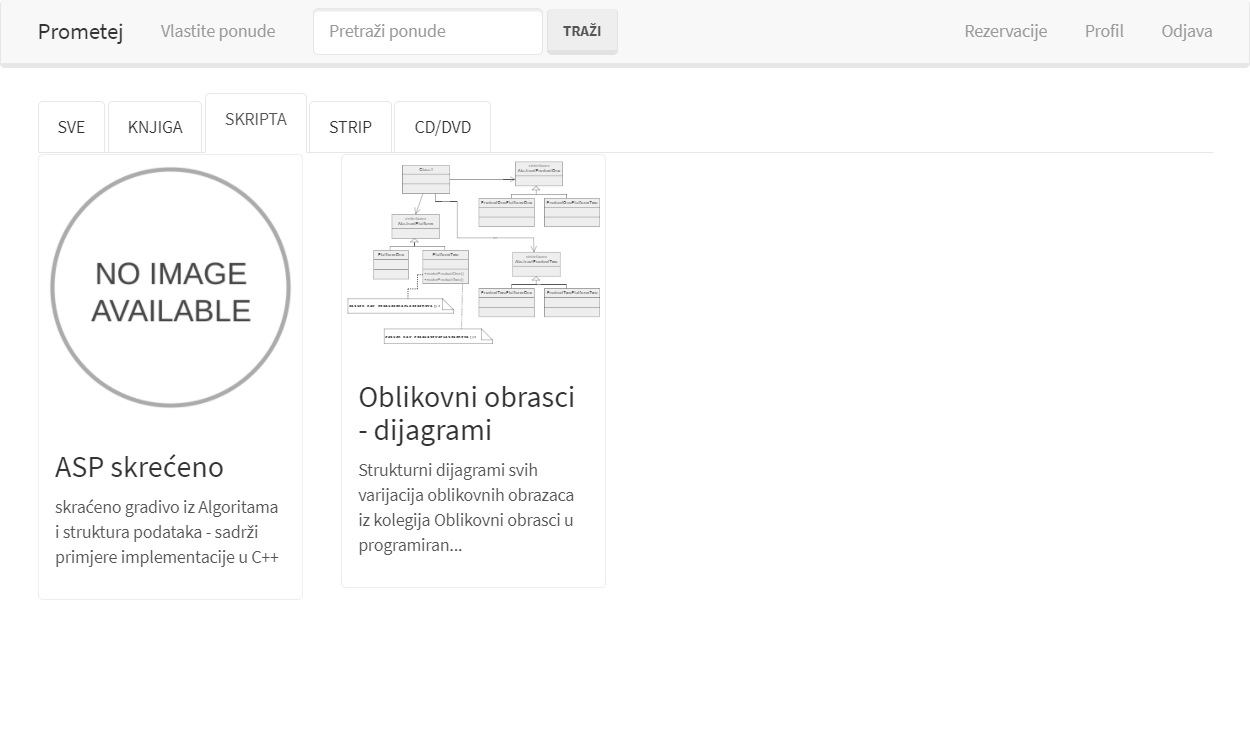 Prometej Vlastite ponude Pretraži ponude TRAŽI Rezervacije Profil Odjava
SVE KNJIGA SKRIPTA STRIP CD/DVD
NO IMAGE
AVAILABLE
ASP skrećeno
skraćeno gradivo iz Algoritama
i struktura podataka - sadrži
primjere implementacije u C++
Oblikovni obrasci
- dijagrami
Strukturni dijagrami svih
varijacija oblikovnih obrazaca
iz kolegija Oblikovni obrasci u
programiran...